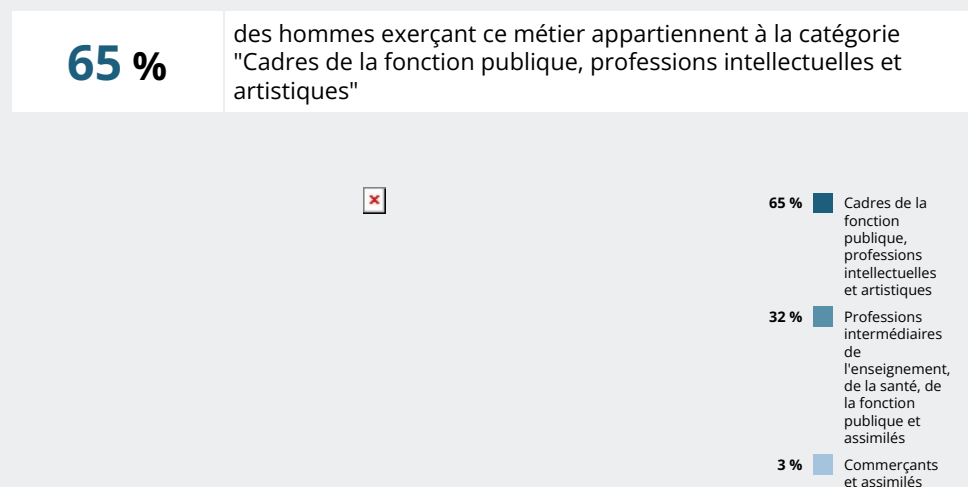 65 %
des hommes exerçant ce métier appartiennent à la catégorie
"Cadres de la fonction publique, professions intellectuelles et
artistiques"
65 %
Cadres de la
fonction
publique,
professions
intellectuelles
et artistiques
32 %
Professions
intermédiaires
de
l'enseignement,
de la santé, de
la fonction
publique et
assimilés
3 %
Commerçants
et assimilés